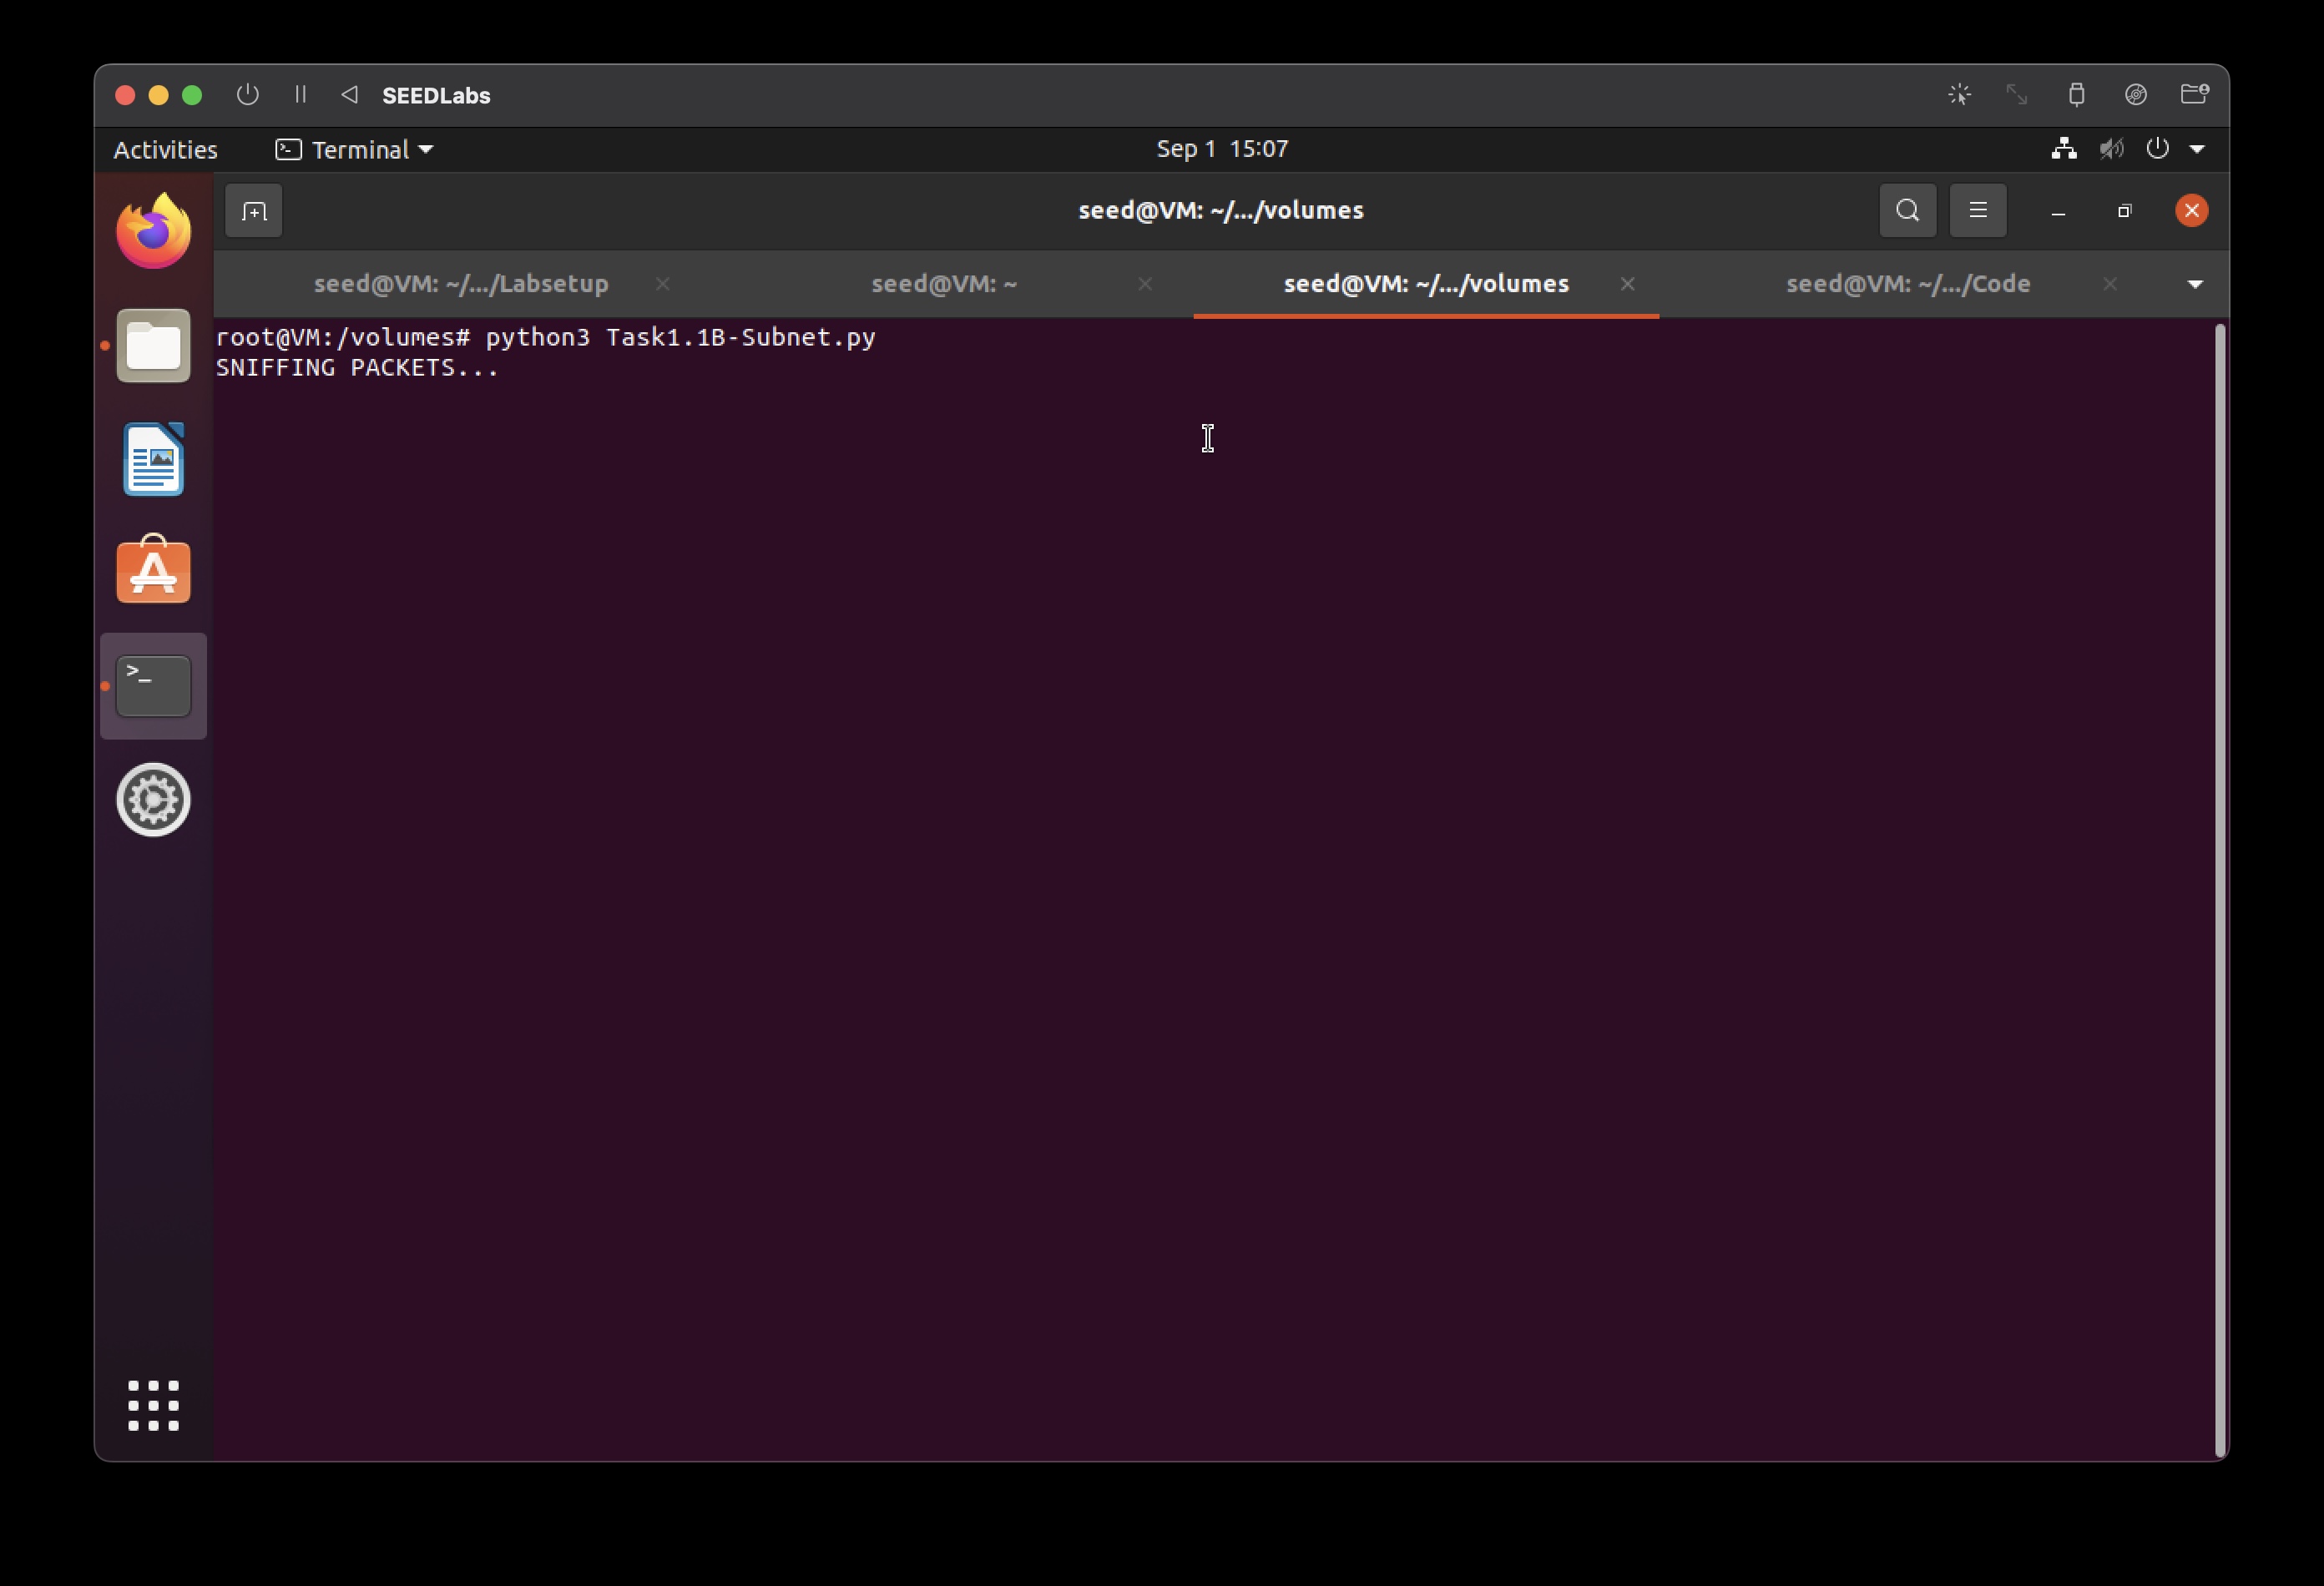 SEEDLabs
Activities Terminal Sep 1 15:07
seed@VM: ~/.../volumes
seed@VM: ~/.../Labsetup seed@VM: ~ seed@VM: ~/.../volumes seed@VM: ~/.../Code
root@VM:/volumes# python3 Task1.1B-Subnet.py
SNIFFING PACKETS...